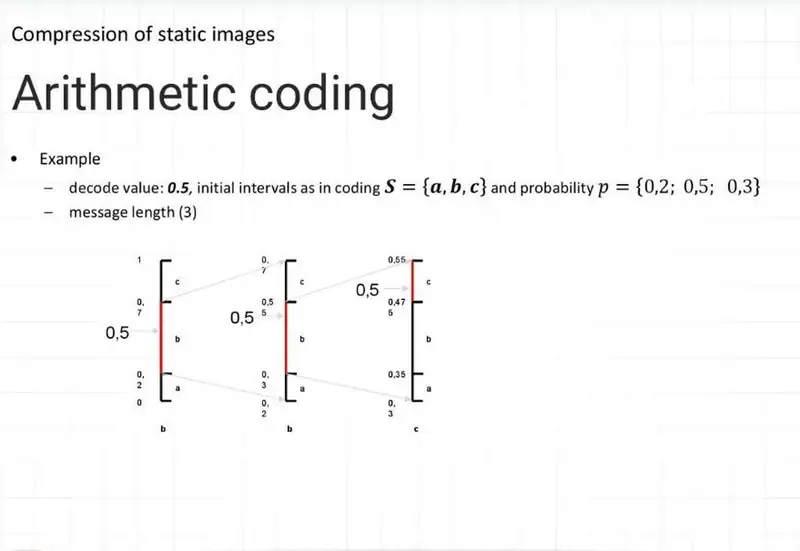 Compression of static images
Arithmetic coding
• Example
– decode value: 0.5, initial intervals as in coding S = {a, b, c} and probability p = {0,2; 0,5; 0,3}
– message length (3)
1
c
0,
7
0,5
b
0,
2
a
0
b
0,
7
c
0,5
5
0,5
b
0,
3
a
0,
2
b
0,55
c
0,5
0,47
5
b
0,35
a
0,
3
c